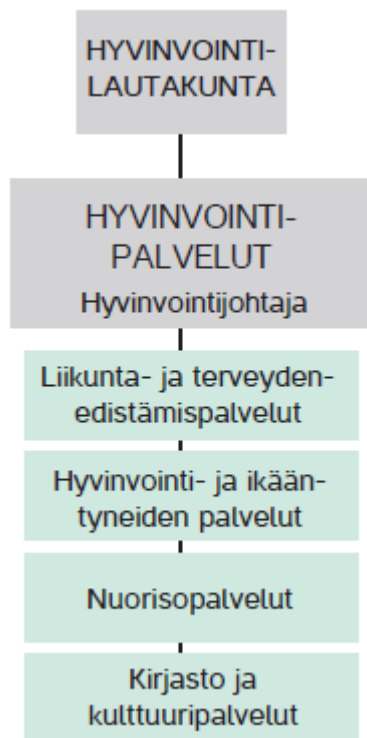 HYVINVOINTI-
LAUTAKUNTA
HYVINVOINTI-
PALVELUT
Hyvinvointijohtaja
Liikunta- ja terveyden-
edistämispalvelut
Hyvinvointi- ja ikään-
tyneiden palvelut
Nuorisopalvelut
Kirjasto ja
kulttuuripalvelut